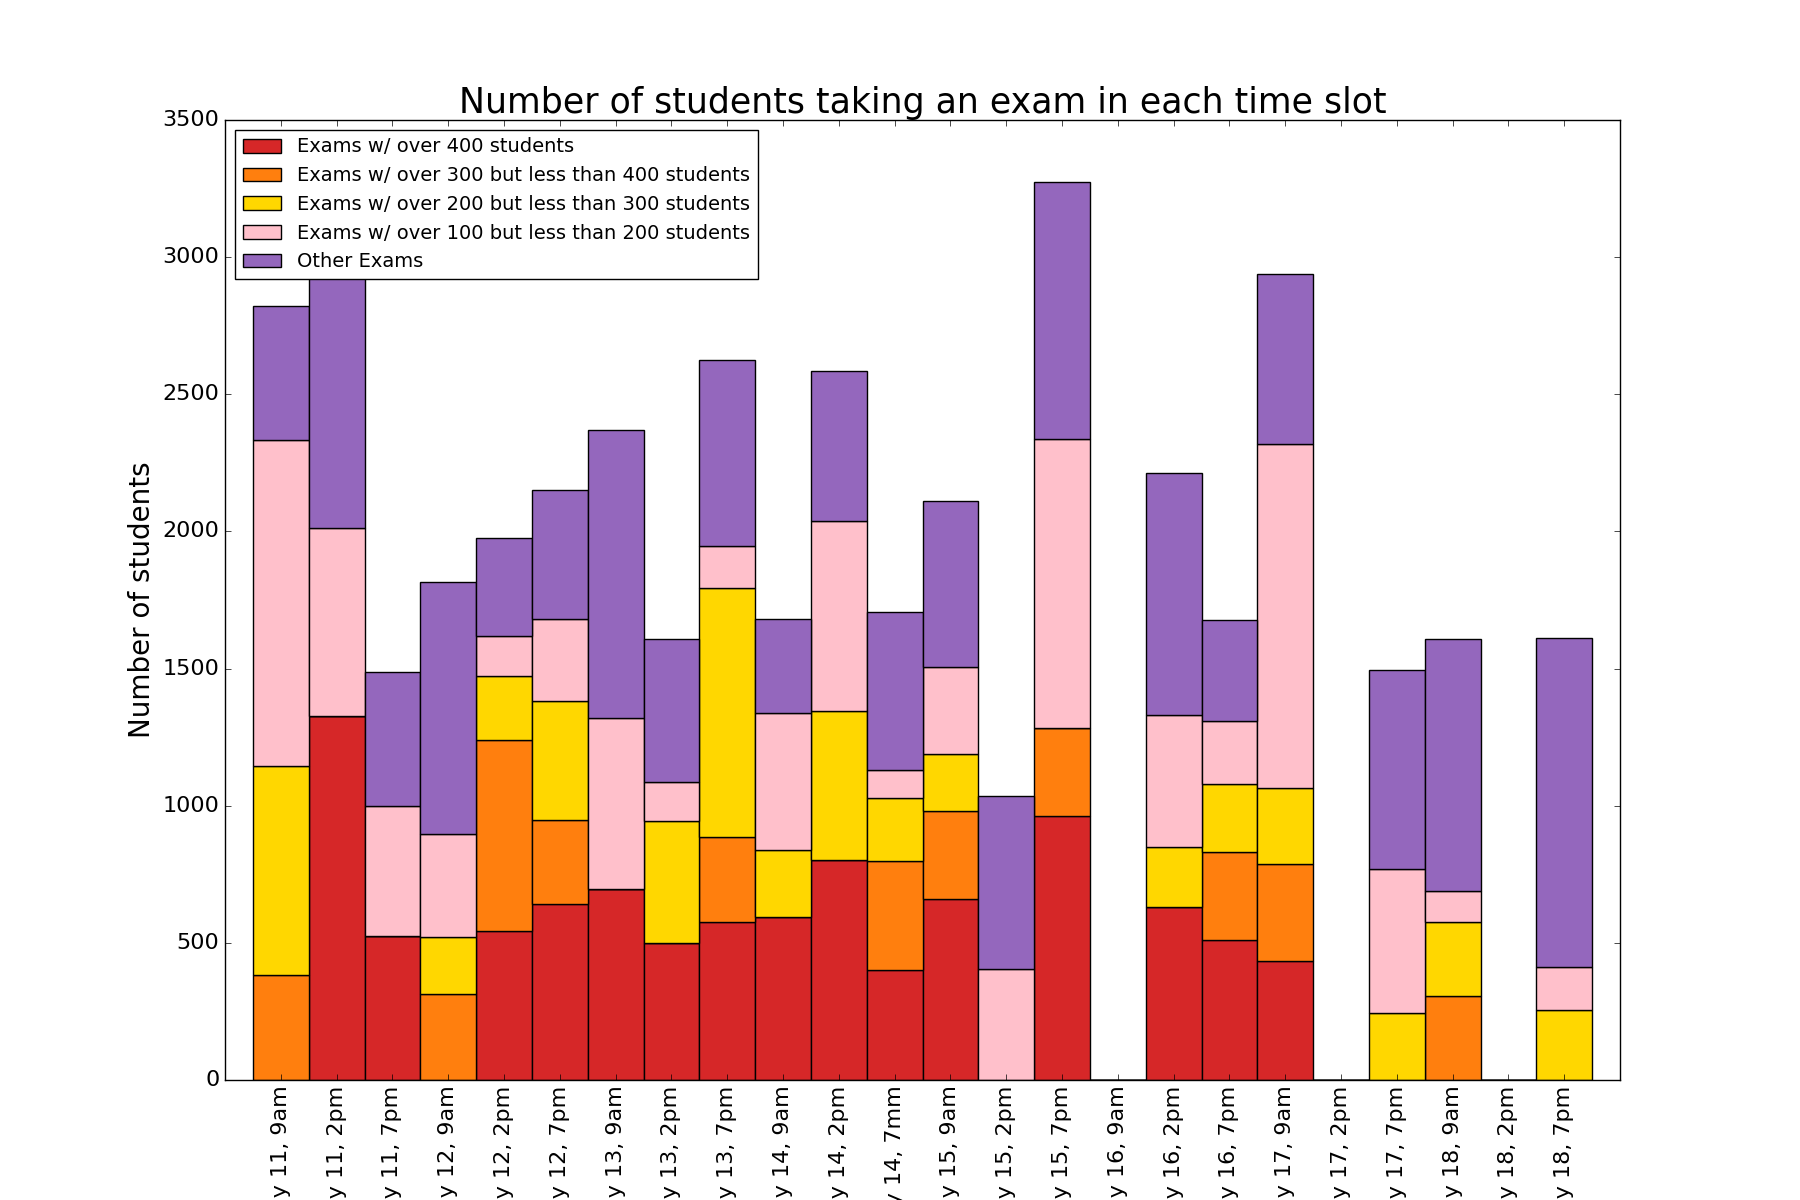 Number of students taking an exam in each time slot
3500
3000
2500
2000
1500
1000
500
0
Number of students
Exams w/ over 400 students
Exams w/ over 300 but less than 400 students
Exams w/ over 200 but less than 300 students
Exams w/ over 100 but less than 200 students
Other Exams
y 11, 9am
y 11, 2pm
y 11, 7pm
y 12, 9am
y 12, 2pm
y 12, 7pm
y 13, 9am
y 13, 2pm
y 13, 7pm
y 14, 9am
y 14, 2pm
y 14, 7mm
y 15, 9am
y 15, 2pm
y 15, 7pm
y 16, 9am
y 16, 2pm
y 16, 7pm
y 17, 9am
y 17, 2pm
y 17, 7pm
y 18, 9am
y 18, 2pm
y 18, 7pm